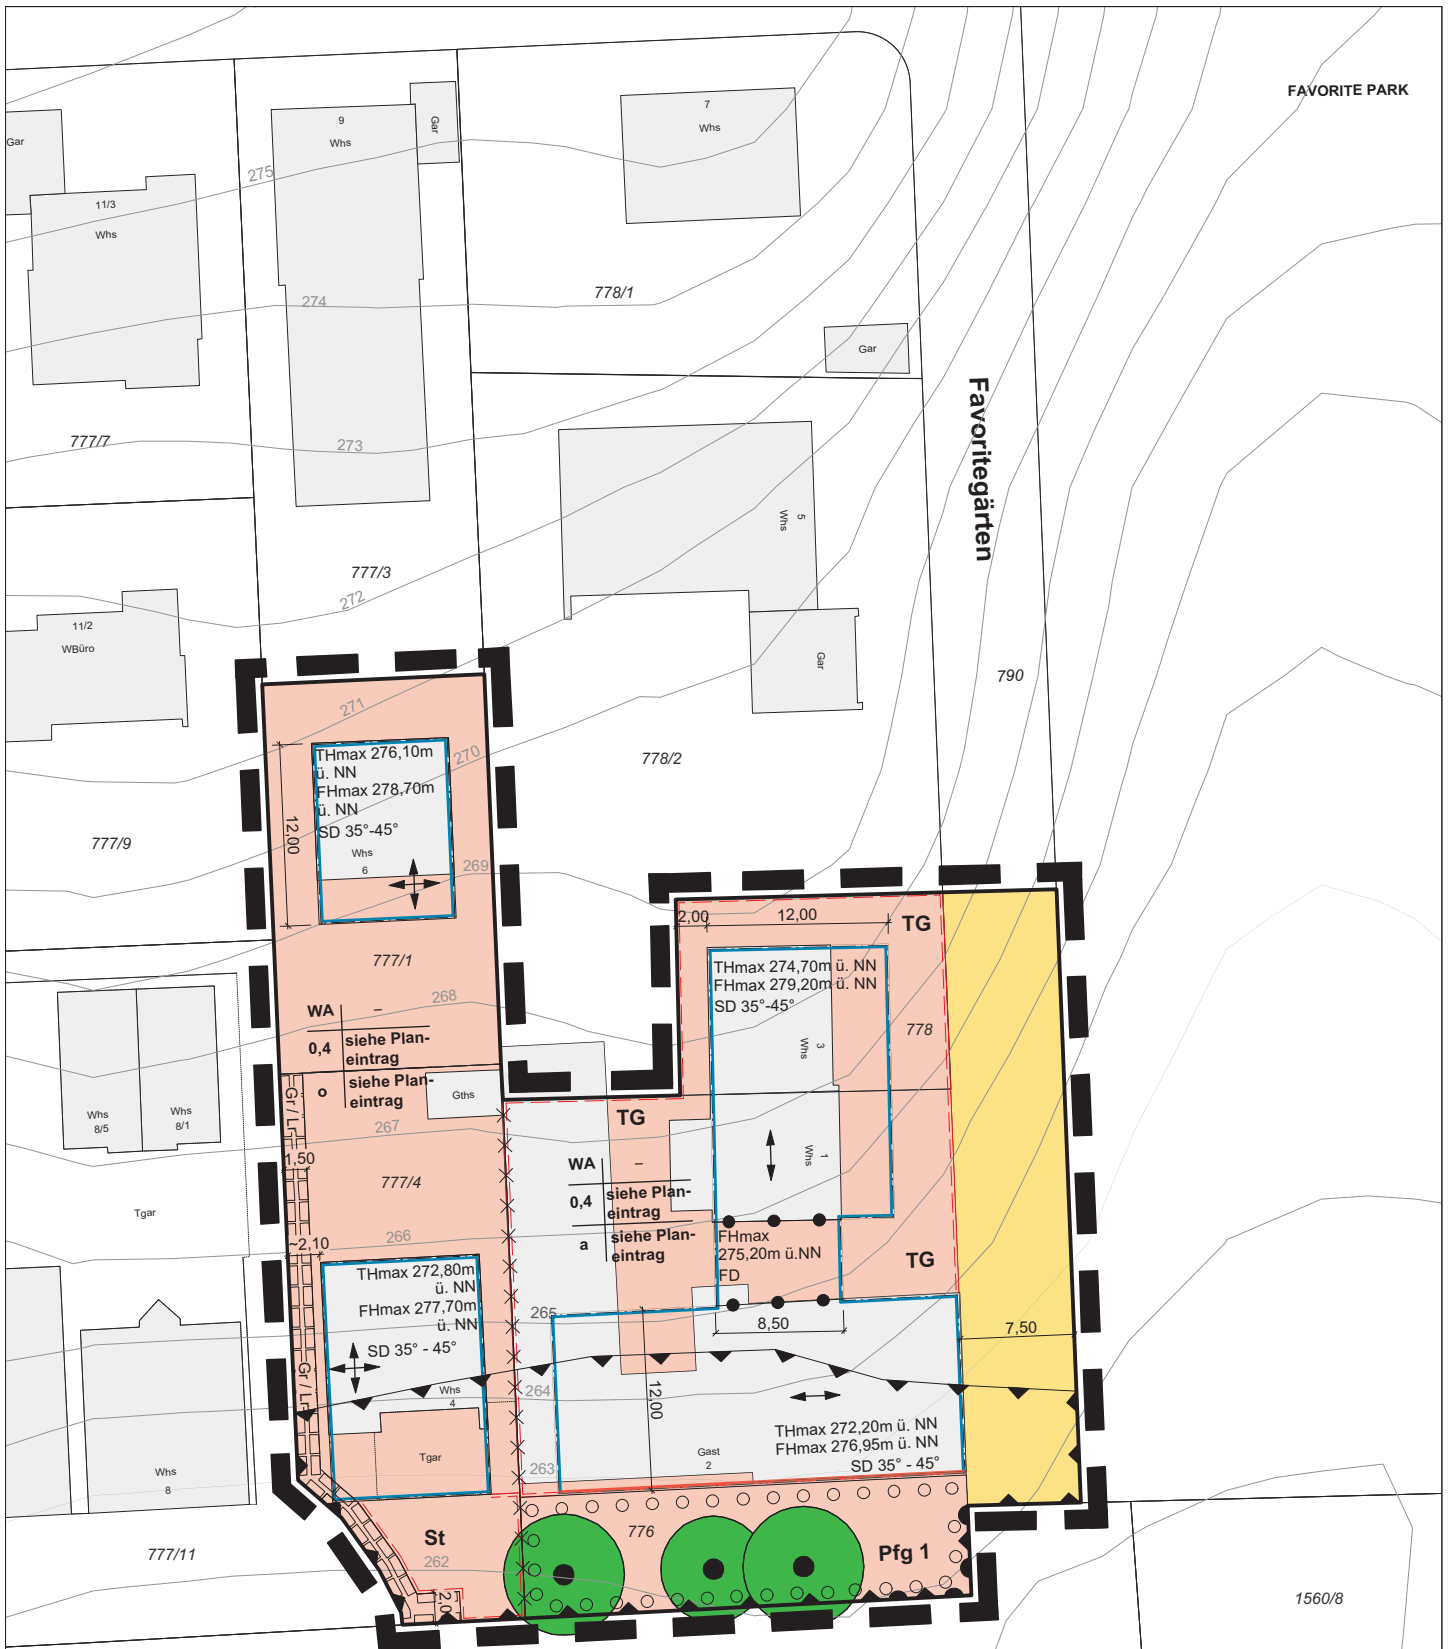 FAVORITE PARK
Gar
11/3
Whs
9
Whs
Gar
7
Whs
275
274
778/1
Gar
777/7
273
Favoritegärten
5
Whs
777/3
272
11/2
WBüro
Gar
790
271
270
778/2
THmax 276,10m
ü. NN
FHmax 278,70m
ü. NN
SD 35°-45°
Whs
6
12,00
777/9
269
2,00
12,00
TG
777/1
THmax 274,70m ü. NN
FHmax 279,20m ü. NN
SD 35°-45°
268
WA
–
0,4
siehe Plan-
eintrag
o
siehe Plan-
eintrag
778
3
Whs
Gths
Gr / Lr
Whs
8/5
Whs
8/1
267
TG
1,50
777/4
WA
–
0,4
siehe Plan-
eintrag
a
siehe Plan-
eintrag
1
Whs
Tgar
266
~2,10
FHmax
275,20m ü.NN
FD
TG
THmax 272,80m
ü. NN
FHmax 277,70m
ü. NN
SD 35° - 45°
265
8,50
7,50
Gr / Lr
Whs
4
264
12,00
THmax 272,20m ü. NN
FHmax 276,95m ü. NN
SD 35° - 45°
Tgar
Gast
2
263
Whs
8
776
St
Pfg 1
777/11
262
2,0
1560/8